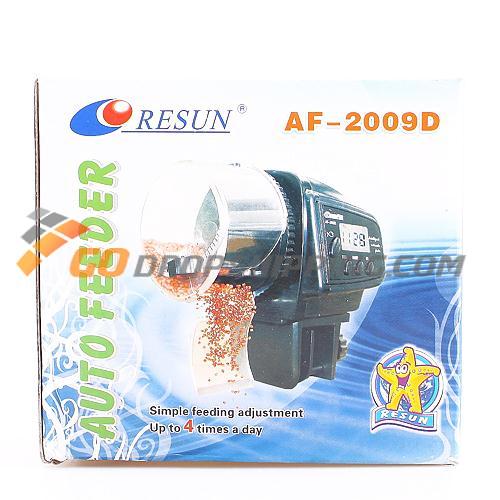 RESUN®
AF-2009D
AUTO FEEDER
Simple feeding adjustment
Up to 4 times a day
RESUN